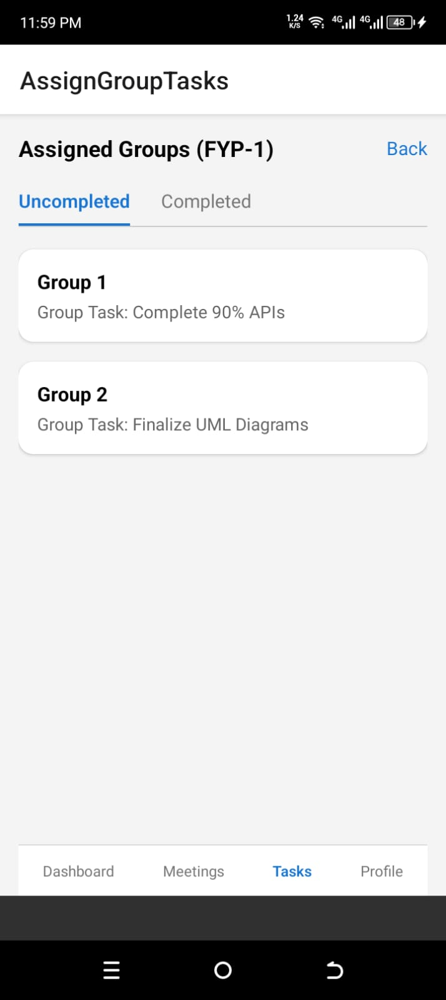 11:59 PM
1.24
K/S
4G
4G
48
AssignGroupTasks
Assigned Groups (FYP-1)
Back
Uncompleted
Completed
Group 1
Group Task: Complete 90% APIs
Group 2
Group Task: Finalize UML Diagrams
Dashboard
Meetings
Tasks
Profile